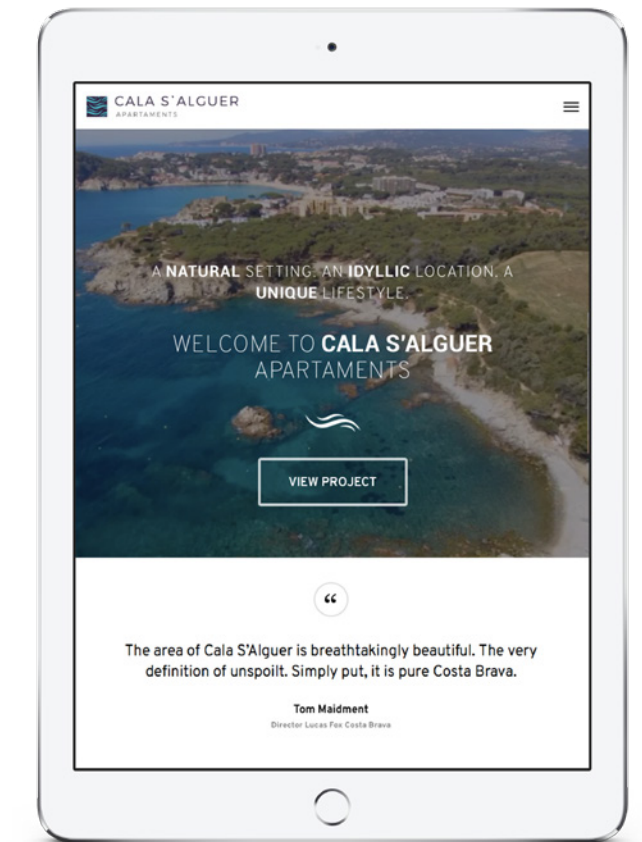 CALA S'ALGUER
APARTAMENTS
A NATURAL SETTING. AN IDYLLIC LOCATION. A
UNIQUE LIFESTYLE.
WELCOME TO CALA S'ALGUER
APARTAMENTS
VIEW PROJECT
“
The area of Cala S'Alguer is breathtakingly beautiful. The very
definition of unspoilt. Simply put, it is pure Costa Brava.
Tom Maidment
Director Lucas Fox Costa Brava